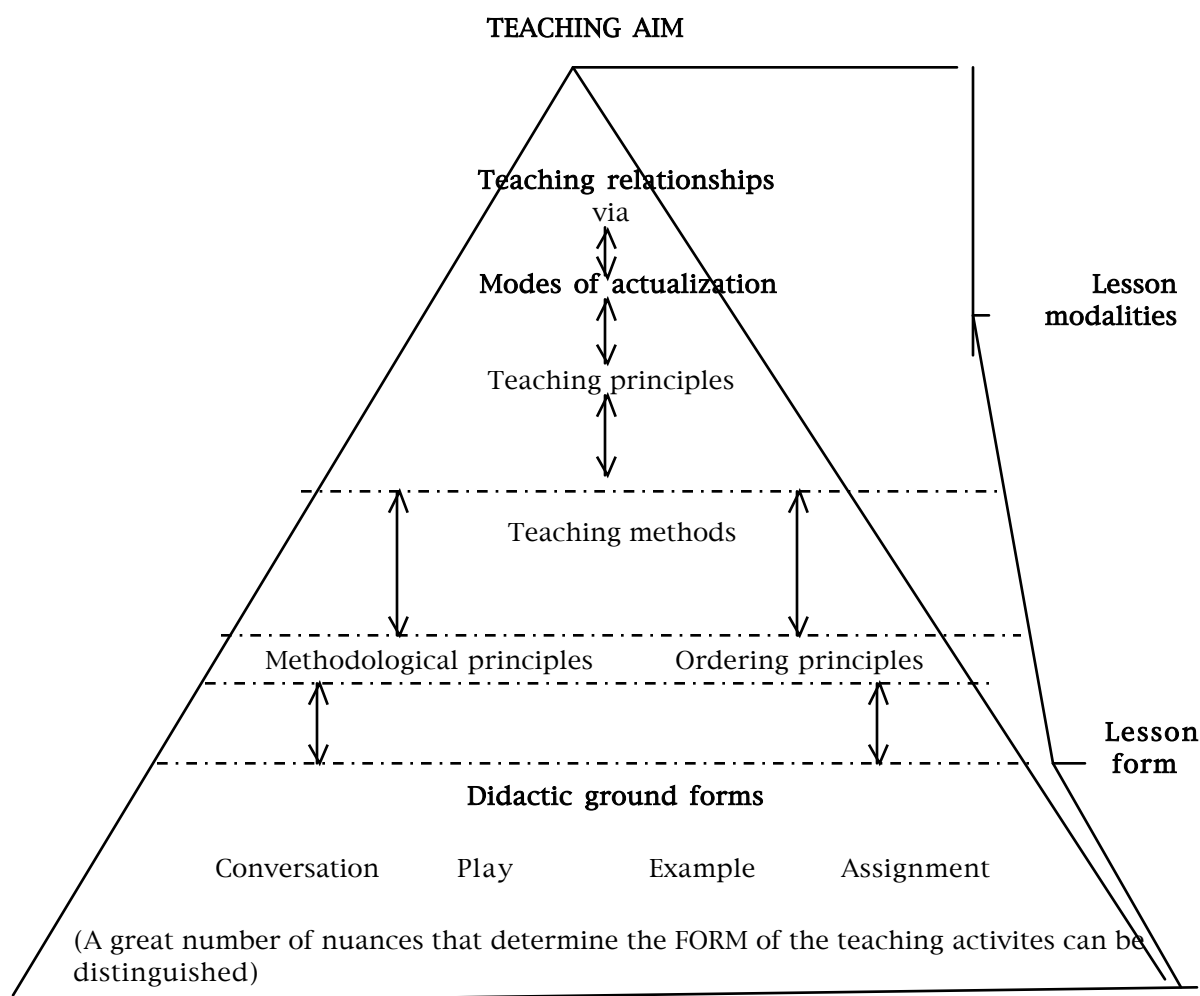 TEACHING AIM
Teaching relationships
via
Modes of actualization
Lesson
modalities
Teaching principles
Teaching methods
Methodological principles Ordering principles
Lesson
form
Didactic ground forms
Conversation Play Example Assignment
(A great number of nuances that determine the FORM of the teaching activites can be
distinguished)